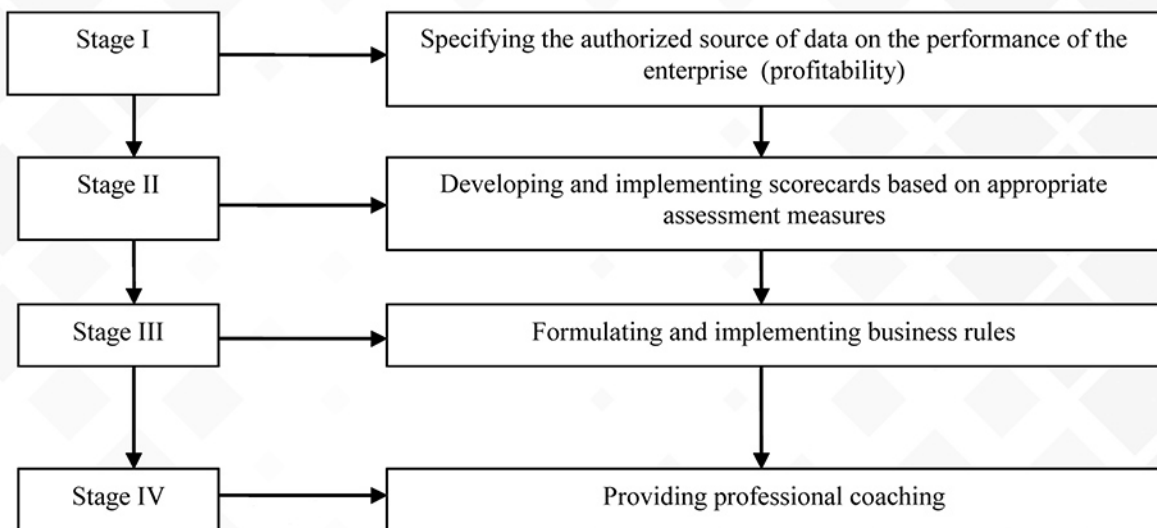 Stage I
Specifying the authorized source of data on the performance of the
enterprise (profitability)
Stage II
Developing and implementing scorecards based on appropriate
assessment measures
Stage III
Formulating and implementing business rules
Stage IV
Providing professional coaching